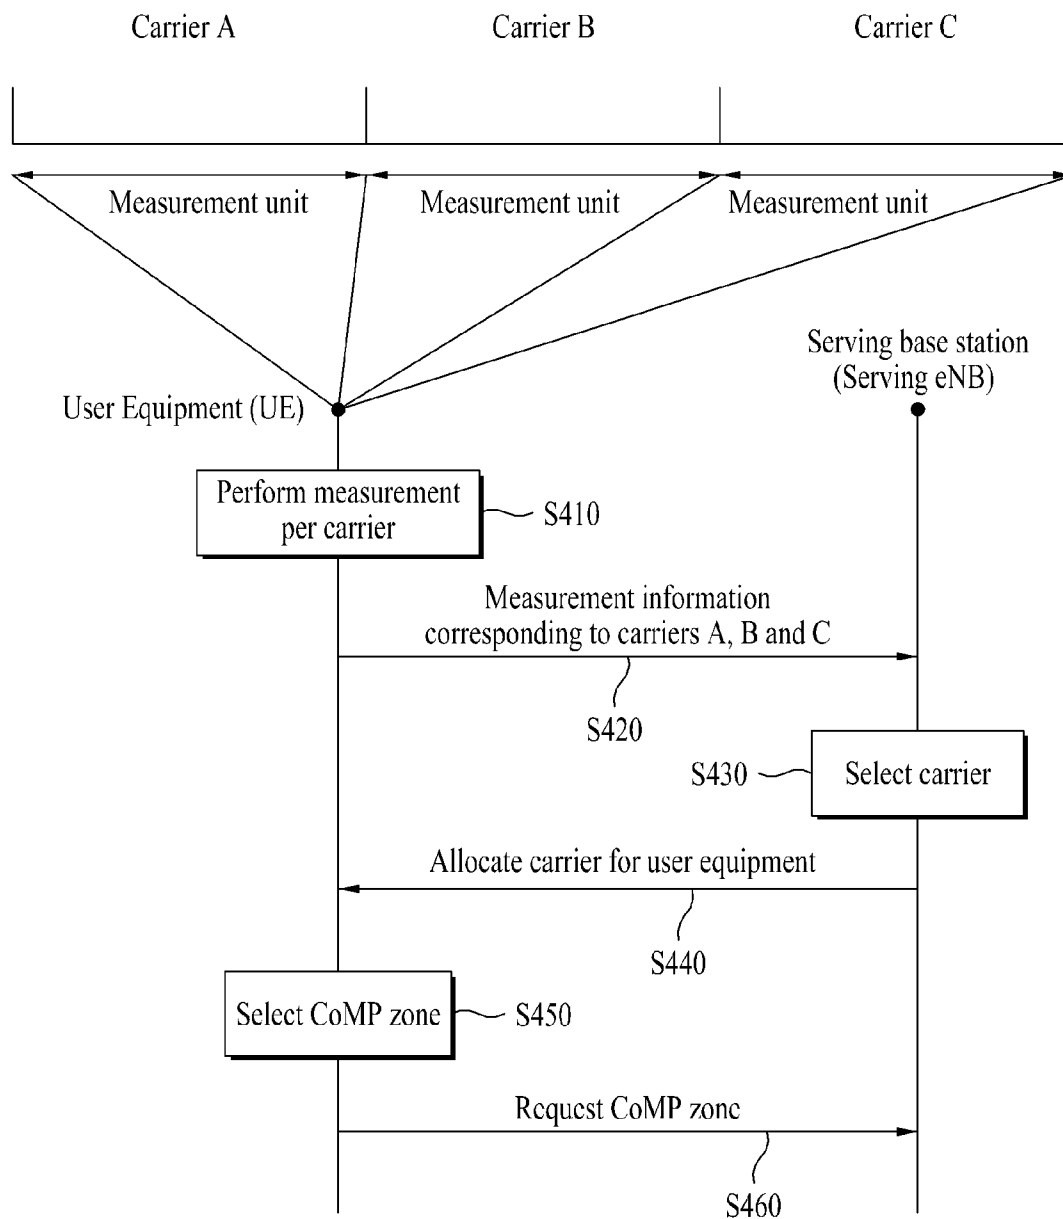 Carrier A
Carrier B
Carrier C
Measurement unit
Measurement unit
Measurement unit
Serving base station
(Serving eNB)
User Equipment (UE)
Perform measurement
per carrier
S410
Measurement information
corresponding to carriers A, B and C
S420
S430
Select carrier
Allocate carrier for user equipment
S440
Select CoMP zone
S450
Request CoMP zone
S460